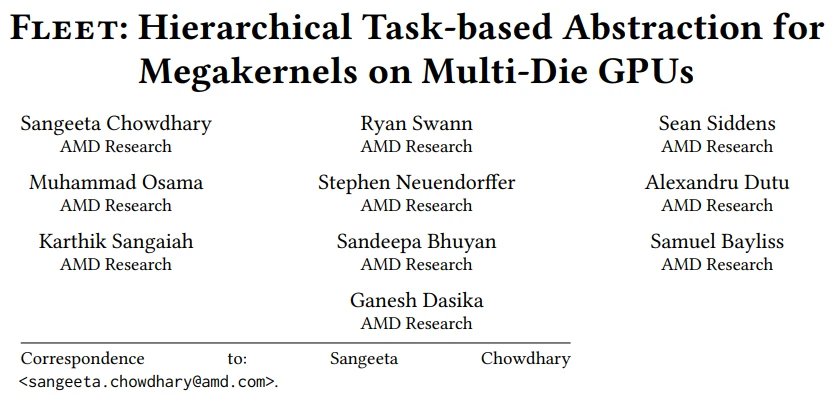 FLEET: Hierarchical Task-based Abstraction for
Megakernels on Multi-Die GPUs
Sangeeta Chowdhary
AMD Research
Ryan Swann
AMD Research
Sean Siddens
AMD Research
Muhammad Osama
AMD Research
Stephen Neuendorffer
AMD Research
Alexandru Dutu
AMD Research
Karthik Sangaiah
AMD Research
Sandeepa Bhuyan
AMD Research
Samuel Bayliss
AMD Research
Ganesh Dasika
AMD Research
Correspondence to: Sangeeta Chowdhary
<sangeeta.chowdhary@amd.com>.